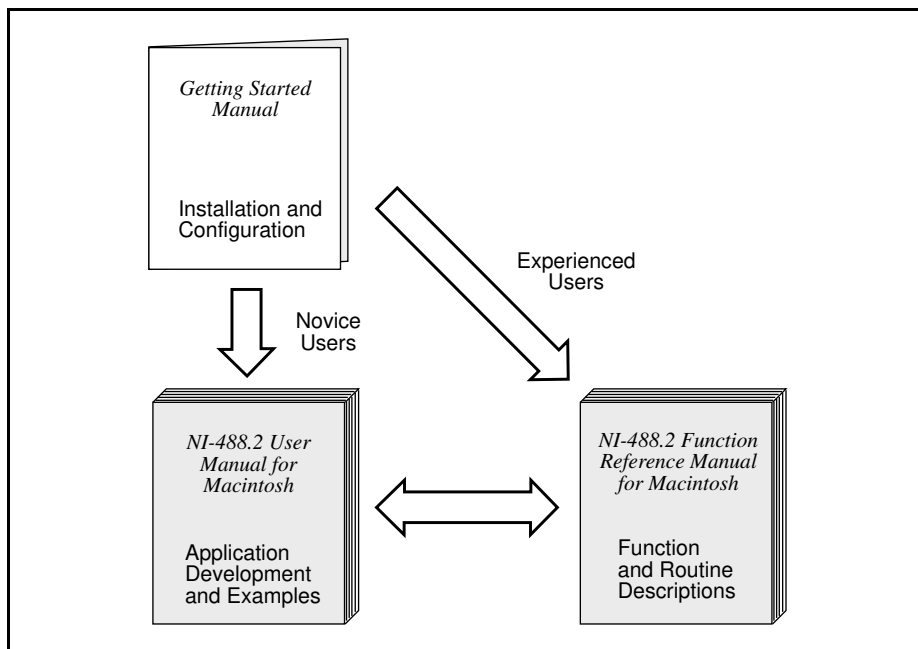 Getting Started
Manual
Installation and
Configuration
Experienced
Users
Novice
Users
NI-488.2 User
Manual for
Macintosh
Application
Development
and Examples
NI-488.2 Function
Reference Manual
for Macintosh
Function
and Routine
Descriptions